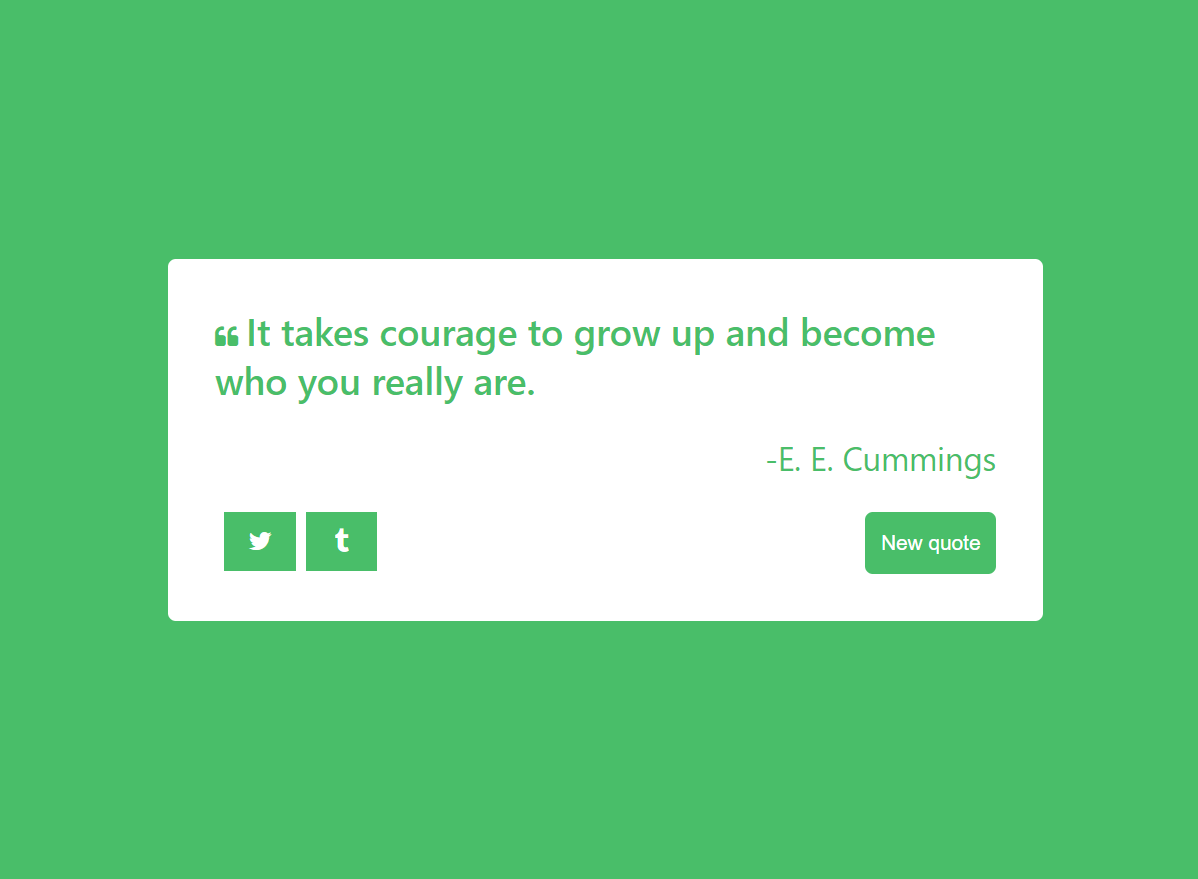 It takes courage to grow up and become
who you really are.
-E. E. Cummings
New quote